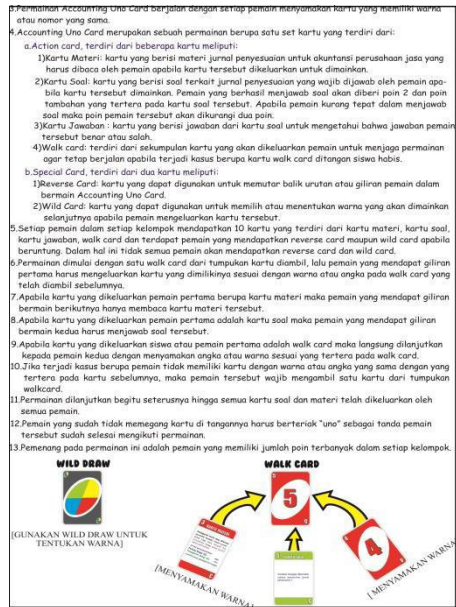 3.Permainan Accounting Uno Card berjalan dengan setiap pemain menyamakan kartu yang memiliki warna
atau nomor yang sama.
4.Accounting Uno Card merupakan sebuah permainan berupa satu set kartu yang terdiri dari:
a.Action card, terdiri dari beberapa kartu meliputi:
1)Kartu Materi: kartu yang berisi materi jurnal penyesuaian untuk akuntansi perusahaan jasa yang
harus dibaca oleh pemain apabila kartu tersebut dikeluarkan untuk dimainkan.
2)Kartu Soal: kartu yang berisi soal terkait jurnal penyesuaian yang wajib dijawab oleh pemain apa-
bila kartu tersebut dimainkan. Pemain yang berhasil menjawab soal akan diberi poin 2 dan poin
tambahan yang tertera pada kartu soal tersebut. Apabila pemain kurang tepat dalam menjawab
soal maka poin pemain tersebut akan dikurangi dua poin.
3)Kartu Jawaban : kartu yang berisi jawaban dari kartu soal untuk mengetahui bahwa jawaban pemain
tersebut benar atau salah.
4)Walk card: terdiri dari sekumpulan kartu yang akan dikeluarkan pemain untuk menjaga permainan
agar tetap berjalan apabila terjadi kasus berupa kartu walk card ditangan siswa habis.
b.Special Card, terdiri dari dua kartu meliputi:
1)Reverse Card: kartu yang dapat digunakan untuk memutar balik urutan atau giliran pemain dalam
bermain Accounting Uno Card.
2)Wild Card: kartu yang dapat digunakan untuk memilih atau menentukan warna yang akan dimainkan
selanjutnya apabila pemain mengeluarkan kartu tersebut.
5.Setiap pemain dalam setiap kelompok mendapatkan 10 kartu yang terdiri dari kartu materi, kartu soal,
kartu jawaban, walk card dan terdapat pemain yang mendapatkan reverse card maupun wild card apabila
beruntung. Dalam hal ini tidak semua pemain akan mendapatkan reverse card dan wild card.
6.Permainan dimulai dengan satu walk card dari tumpukan kartu diambil, lalu pemain yang mendapat giliran
pertama harus mengeluarkan kartu yang dimilikinya sesuai dengan warna atau angka pada walk card yang
telah diambil sebelumnya.
7.Apabila kartu yang dikeluarkan pemain pertama berupa kartu materi maka pemain yang mendapat giliran
bermain berikutnya hanya membaca kartu materi tersebut.
8.Apabila kartu yang dikeluarkan pemain pertama adalah kartu soal maka pemain yang mendapat giliran
bermain kedua harus menjawab soal tersebut.
9.Apabila kartu yang dikeluarkan siswa atau pemain pertama adalah walk card maka langsung dilanjutkan
kepada pemain kedua dengan menyamakan angka atau warna sesuai yang tertera pada walk card.
10.Jika terjadi kasus berupa pemain tidak memiliki kartu dengan warna atau angka yang sama dengan yang
tertera pada kartu sebelumnya, maka pemain tersebut wajib mengambil satu kartu dari tumpukan
walkcard.
11.Permainan dilanjutkan begitu seterusnya hingga semua kartu soal dan materi telah dikeluarkan oleh
semua pemain.
12.Pemain yang sudah tidak memegang kartu di tangannya harus berteriak "uno" sebagai tanda pemain
tersebut sudah selesai mengikuti permainan.
13.Pemenang pada permainan ini adalah pemain yang memiliki jumlah poin terbanyak dalam setiap kelompok.
WILD DRAW
WALK CARD
5
[GUNAKAN WILD DRAW UNTUK
TENTUKAN WARNA]
4
[MENYAMAKAN WARNA]
[ MENYAMAKAN WARNA